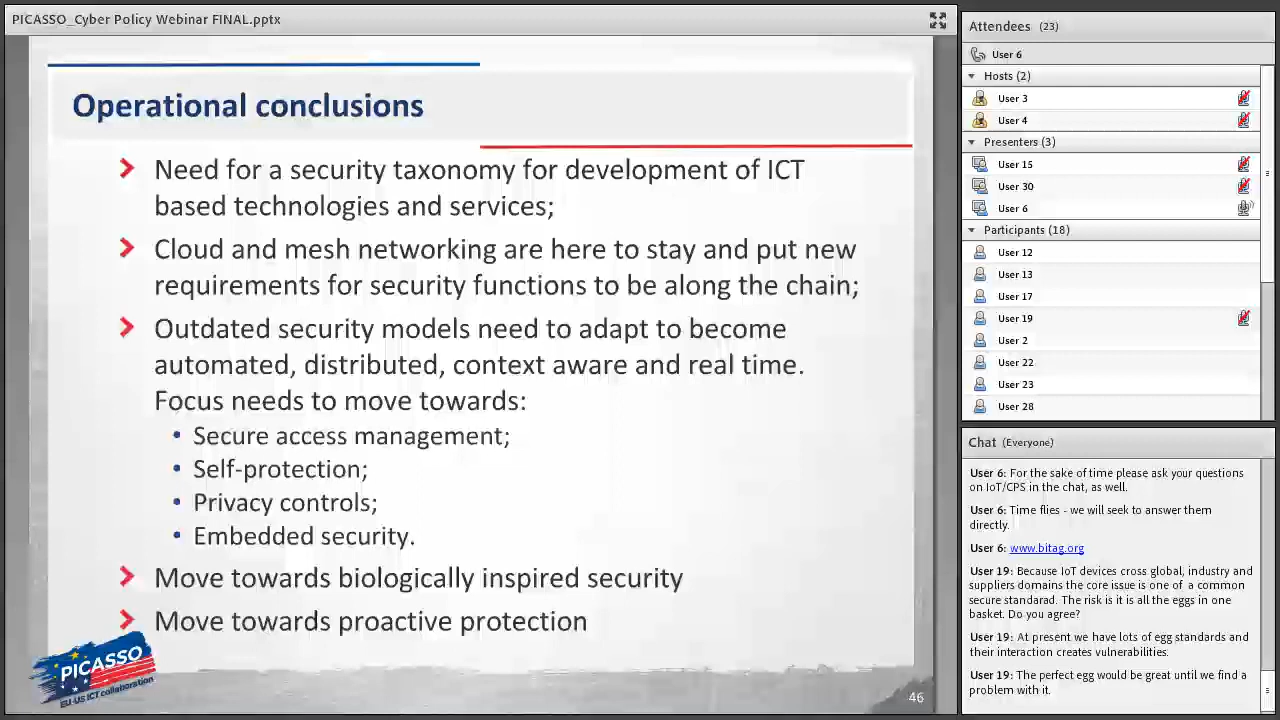 PICASSO_Cyber Policy Webinar FINAL.pptx
Operational conclusions
Need for a security taxonomy for development of ICT
based technologies and services;
Cloud and mesh networking are here to stay and put new
requirements for security functions to be along the chain;
Outdated security models need to adapt to become
automated, distributed, context aware and real time.
Focus needs to move towards:
• Secure access management;
• Self-protection;
• Privacy controls;
• Embedded security.
Move towards biologically inspired security
Move towards proactive protection
PICASSO
EU-US ICT collaboration
46
Attendees (23)
User 6
Hosts (2)
User 3
User 4
Presenters (3)
User 15
User 30
User 6
Participants (18)
User 12
User 13
User 17
User 19
User 2
User 22
User 23
User 28
Chat (Everyone)
User 6: For the sake of time please ask your questions
on IoT/CPS in the chat, as well.
User 6: Time flies - we will seek to answer them
directly.
User 6: www.bitag.org
User 19: Because IoT devices cross global, industry and
suppliers domains the core issue is one of a common
secure standarad. The risk is it is all the eggs in one
basket. Do you agree?
User 19: At present we have lots of egg standards and
their interaction creates vulnerabilities.
User 19: The perfect egg would be great until we find a
problem with it.